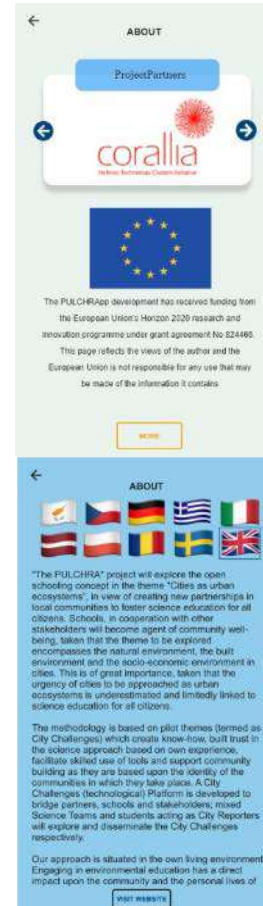 ABOUT
ProjectPartners
corallia
Hellenic Technology Clusters Initiative
The PULCHRApp development has received funding from
the European Union's Horizon 2020 research and
innovation programme under grant agreement No 824466.
This page reflects the views of the author and the
European Union is not responsible for any use that may
be made of the information it contains
MORE
ABOUT
"The PULCHRA" project will explore the open
schooling concept in the theme "Cities as urban
ecosystems", in view of creating new partnerships in
local communities to foster science education for all
citizens. Schools, in cooperation with other
stakeholders will become agent of community well-
being, taken that the theme to be explored
encompasses the natural environment, the built
environment and the socio-economic environment in
cities. This is of great importance, taken that the
urgency of cities to be approached as urban
ecosystems is underestimated and limitedly linked to
science education for all citizens.
The methodology is based on pilot themes (termed as
City Challenges) which create know-how, built trust in
the science approach based on own experience,
facilitate skilled use of tools and support community
building as they are based upon the identity of the
communities in which they take place. A City
Challenges (technological) Platform is developed to
bridge partners, schools and stakeholders; mixed
Science Teams and students acting as City Reporters
will explore and disseminate the City Challenges
respectively.
Our approach is situated in the own living environment
Engaging in environmental education has a direct
impact upon the community and the personal lives of
VISIT WEBSITE